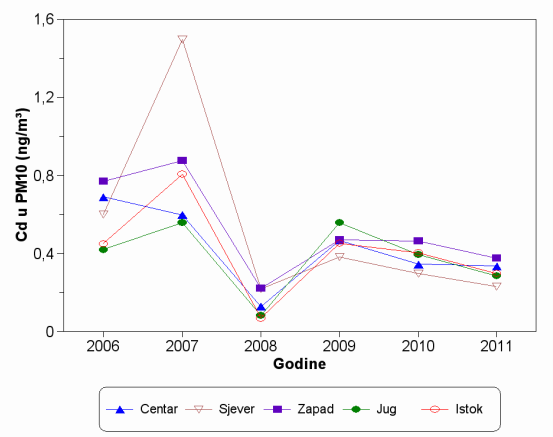 Cd u PM10 (ng/m³)
1,6
1,2
0,8
0,4
0
2006 2007 2008 2009 2010 2011
Godine
Centar Sjever Zapad Jug Istok